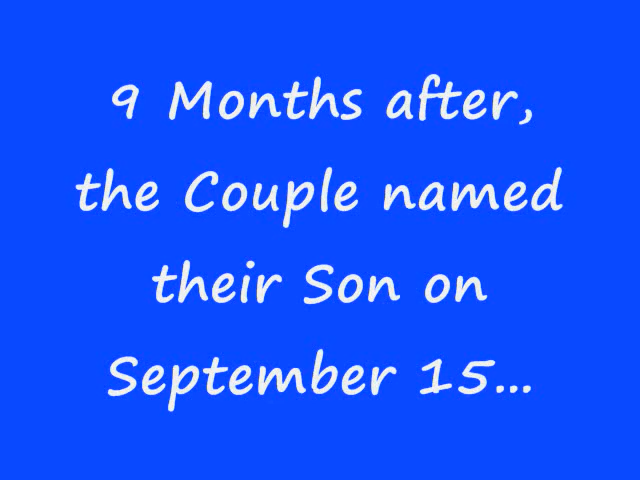 9 Months after,
the Couple named
their Son on
September 15...